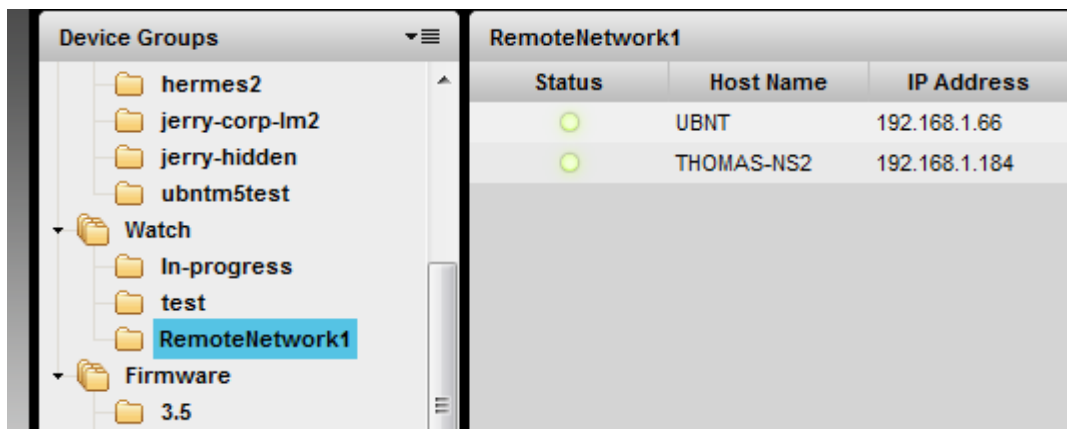 Device Groups
hermes2
jerry-corp-lm2
jerry-hidden
ubntm5test
Watch
In-progress
test
RemoteNetwork1
Firmware
3.5
RemoteNetwork1
Status Host Name IP Address
UBNT 192.168.1.66
THOMAS-NS2 192.168.1.184